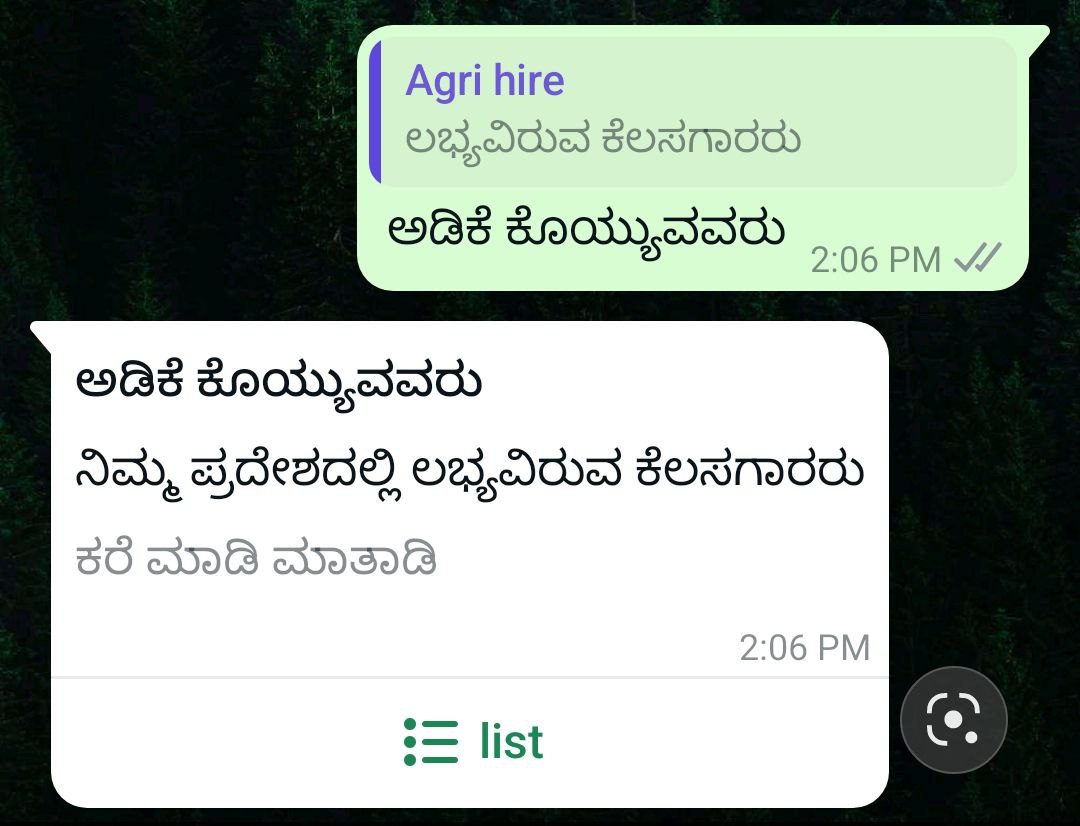 Agri hire
ಲಭ್ಯವಿರುವ ಕೆಲಸಗಾರರು
ಅಡಿಕೆ ಕೊಯ್ಯುವವರು
2:06 PM
ಅಡಿಕೆ ಕೊಯ್ಯುವವರು
ನಿಮ್ಮ ಪ್ರದೇಶದಲ್ಲಿ ಲಭ್ಯವಿರುವ ಕೆಲಸಗಾರರು
ಕರೆ ಮಾಡಿ ಮಾತಾಡಿ
2:06 PM
list